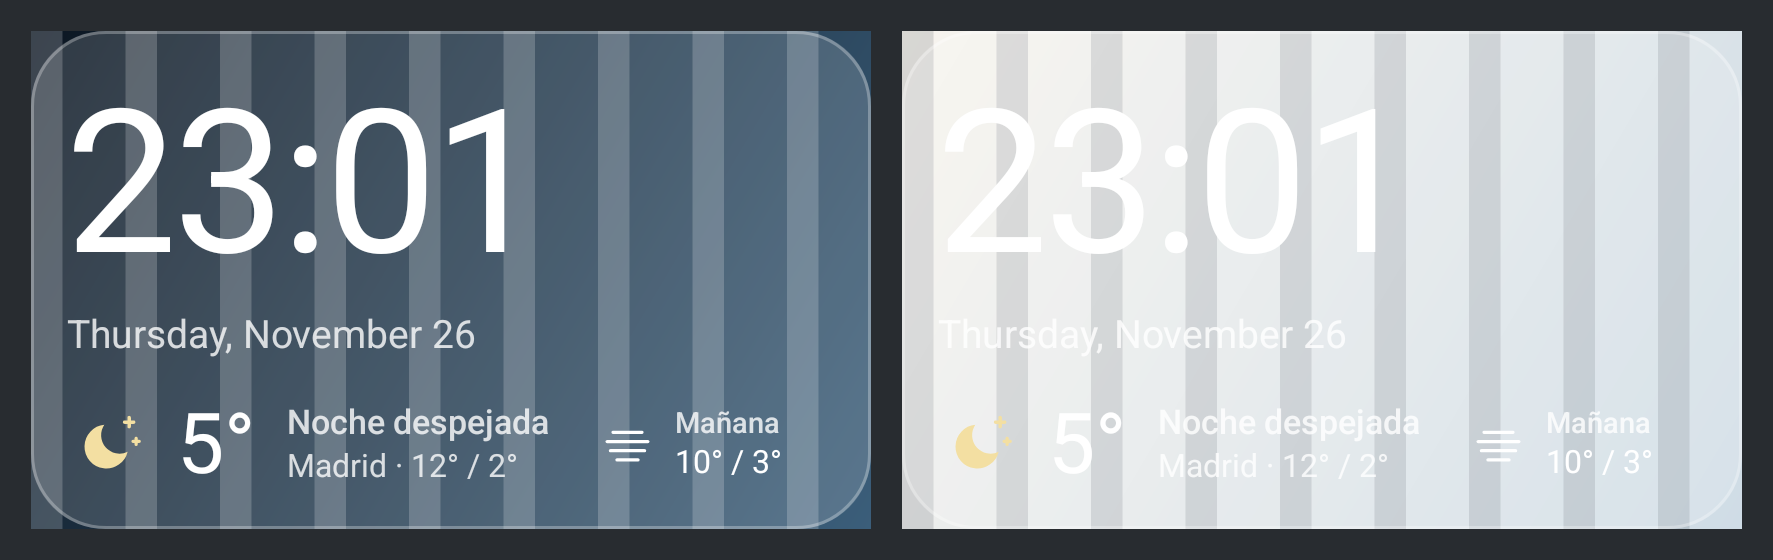 23:01
Thursday, November 26
5°
Noche despejada
Madrid · 12° / 2°
Mañana
10° / 3°
23:01
Thursday, November 26
5°
Noche despejada
Madrid · 12° / 2°
Mañana
10° / 3°